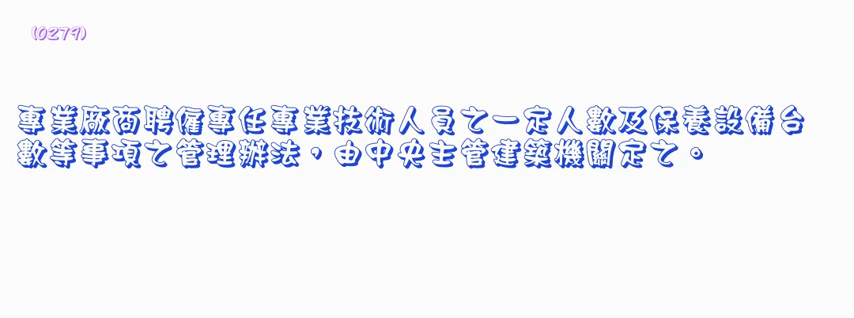 (0279)
專業廠商聘僱專任專業技術人員之一定人數及保養設備台
數等事項之管理辦法，由中央主管建築機關定之。